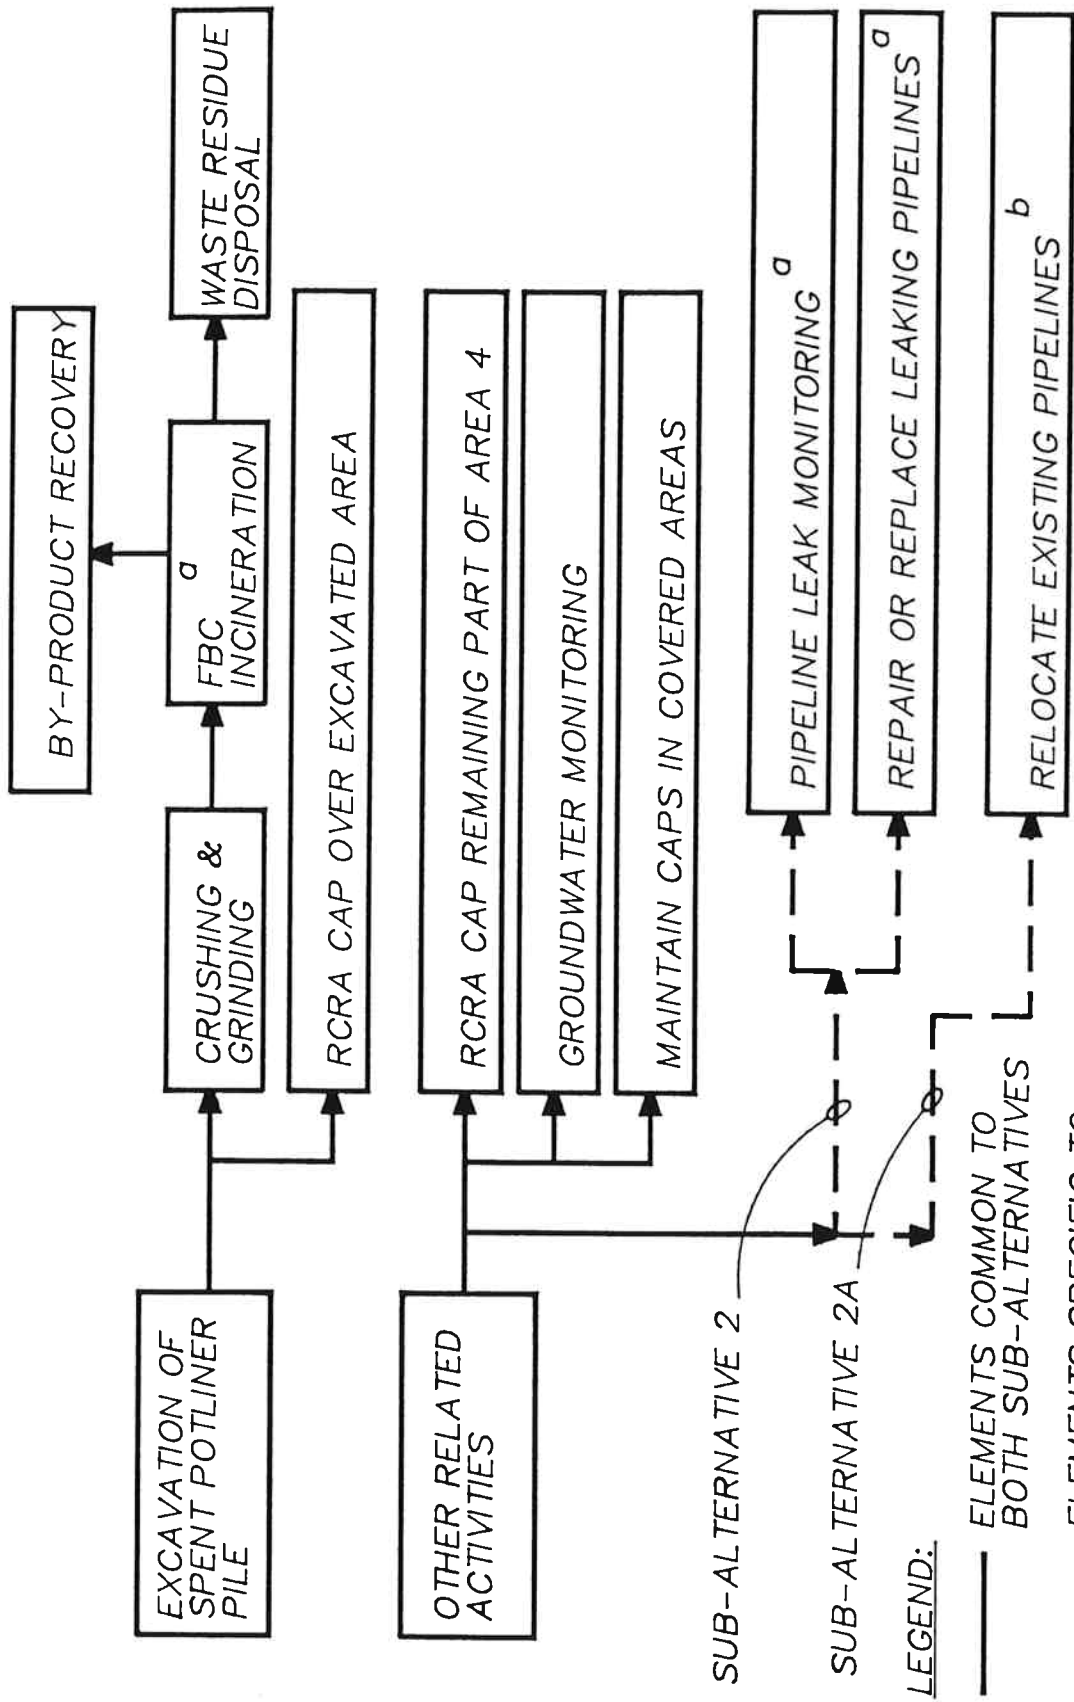 BY-PRODUCT RECOVERY
EXCAVATION OF
SPENT POTLINER
PILE
CRUSHING &
GRINDING
FBC a
INCINERATION
WASTE RESIDUE
DISPOSAL
RCRA CAP OVER EXCAVATED AREA
OTHER RELATED
ACTIVITIES
RCRA CAP REMAINING PART OF AREA 4
GROUNDWATER MONITORING
MAINTAIN CAPS IN COVERED AREAS
SUB-ALTERNATIVE 2
PIPELINE LEAK MONITORING a
REPAIR OR REPLACE LEAKING PIPELINES a
SUB-ALTERNATIVE 2A
RELOCATE EXISTING PIPELINES b
LEGEND:
ELEMENTS COMMON TO
BOTH SUB-ALTERNATIVES
ELEMENTS SPECIFIC TO